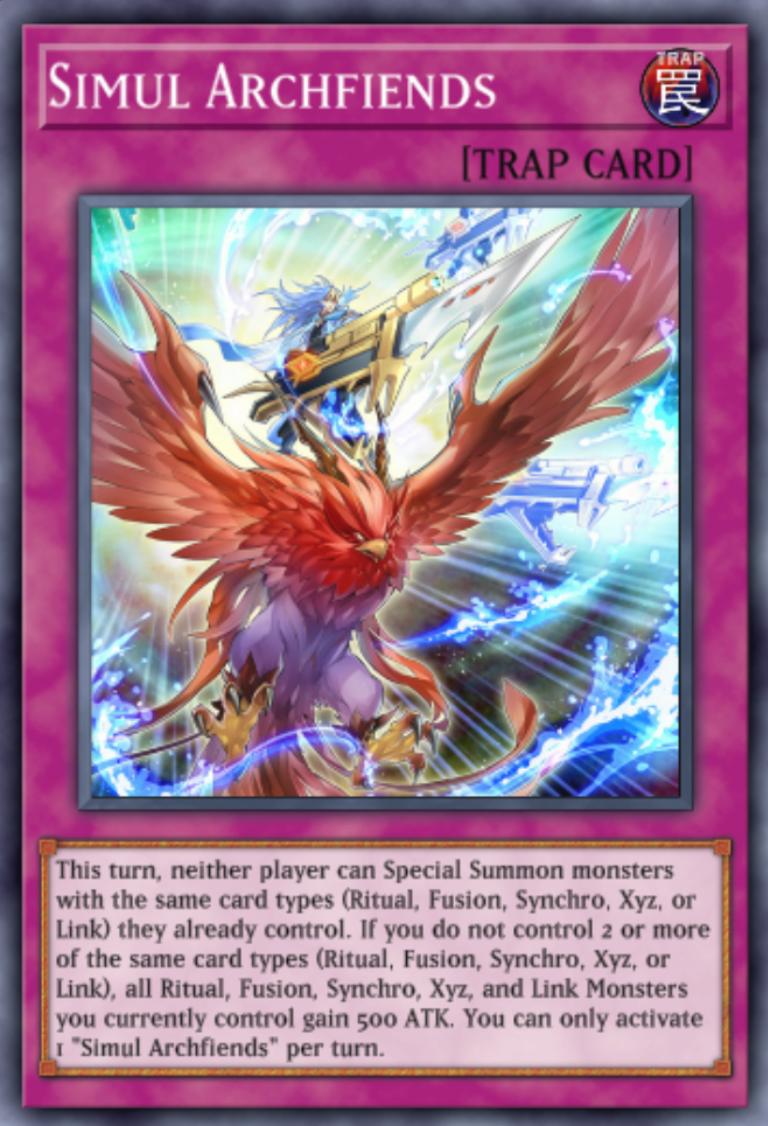 Simul Archfiends
TRAP
罠
[TRAP CARD]
This turn, neither player can Special Summon monsters
with the same card types (Ritual, Fusion, Synchro, Xyz, or
Link) they already control. If you do not control 2 or more
of the same card types (Ritual, Fusion, Synchro, Xyz, or
Link), all Ritual, Fusion, Synchro, Xyz, and Link Monsters
you currently control gain 500 ATK. You can only activate
1 "Simul Archfiends" per turn.